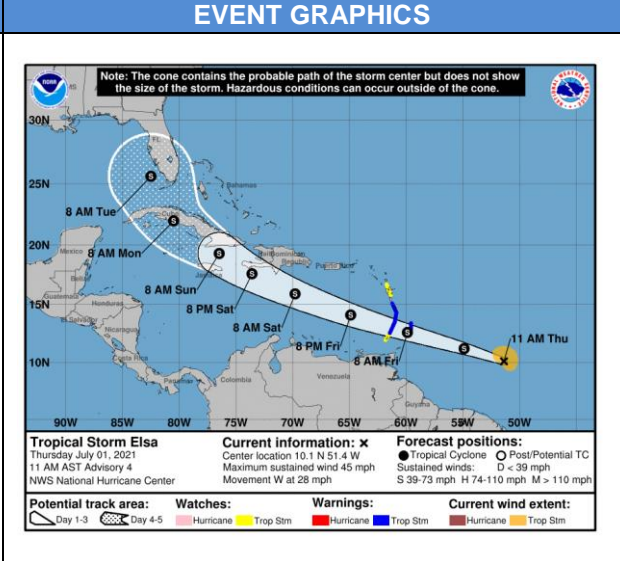 EVENT GRAPHICS
Note: The cone contains the probable path of the storm center but does not show
the size of the storm. Hazardous conditions can occur outside of the cone.
30N
25N
20N
15N
10N
FL
Bahamas
Cuba
Mexico
Jamaica
Puerto Rico
Guatemala
Honduras
El Salvador
Nicaragua
Costa Rica
Panamar
Colombia
Venezuela
Guyana
8 AM Tue
8 AM Mon
8 AM Sun
8 PM Sat
8 AM Sat
8 PM Fri
8 AM Fri
11 AM Thu
S
S
S
S
S
S
S
S
90W 85W 80W 75W 70W 65W 60W 55W 50W
Tropical Storm Elsa
Thursday July 01, 2021
11 AM AST Advisory 4
NWS National Hurricane Center
Current information: x
Center location 10.1 N 51.4 W
Maximum sustained wind 45 mph
Movement W at 28 mph
Forecast positions:
Tropical Cyclone Post/Potential TC
Sustained winds: D < 39 mph
S 39-73 mph H 74-110 mph M > 110 mph
Potential track area:
Day 1-3 Day 4-5
Watches:
Hurricane Trop Stm
Warnings:
Hurricane Trop Stm
Current wind extent:
Hurricane Trop Stm